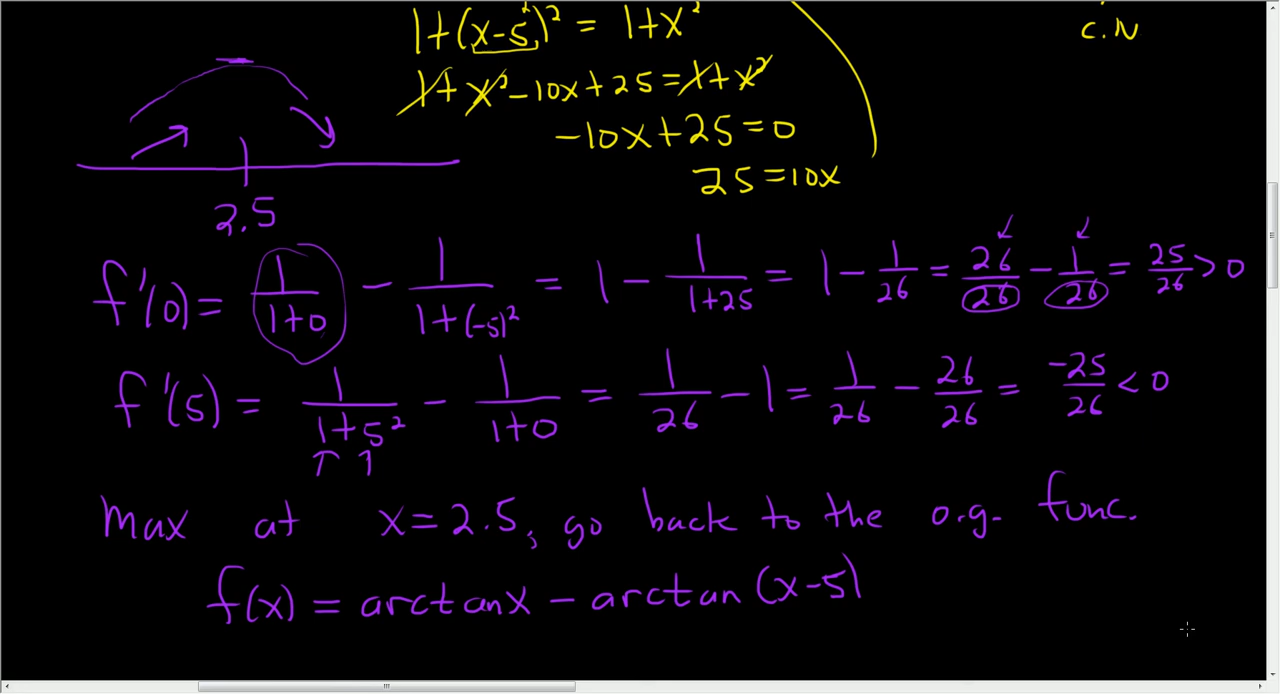 1+(x-5)² = 1+x²
c.N
1+x²-10x+25=1+x²
-10x+25=0
25=10x
2.5
f'(0) = 1/(1+0) - 1/(1+(-5)²) = 1 - 1/(1+25) = 1 - 1/26 = 26/26 - 1/26 = 25/26 > 0
f'(5) = 1/(1+5²) - 1/(1+0) = 1/26 - 1 = 1/26 - 26/26 = -25/26 < 0
max at x=2.5, go back to the o.g. func.
f(x) = arctanx - arctan(x-5)